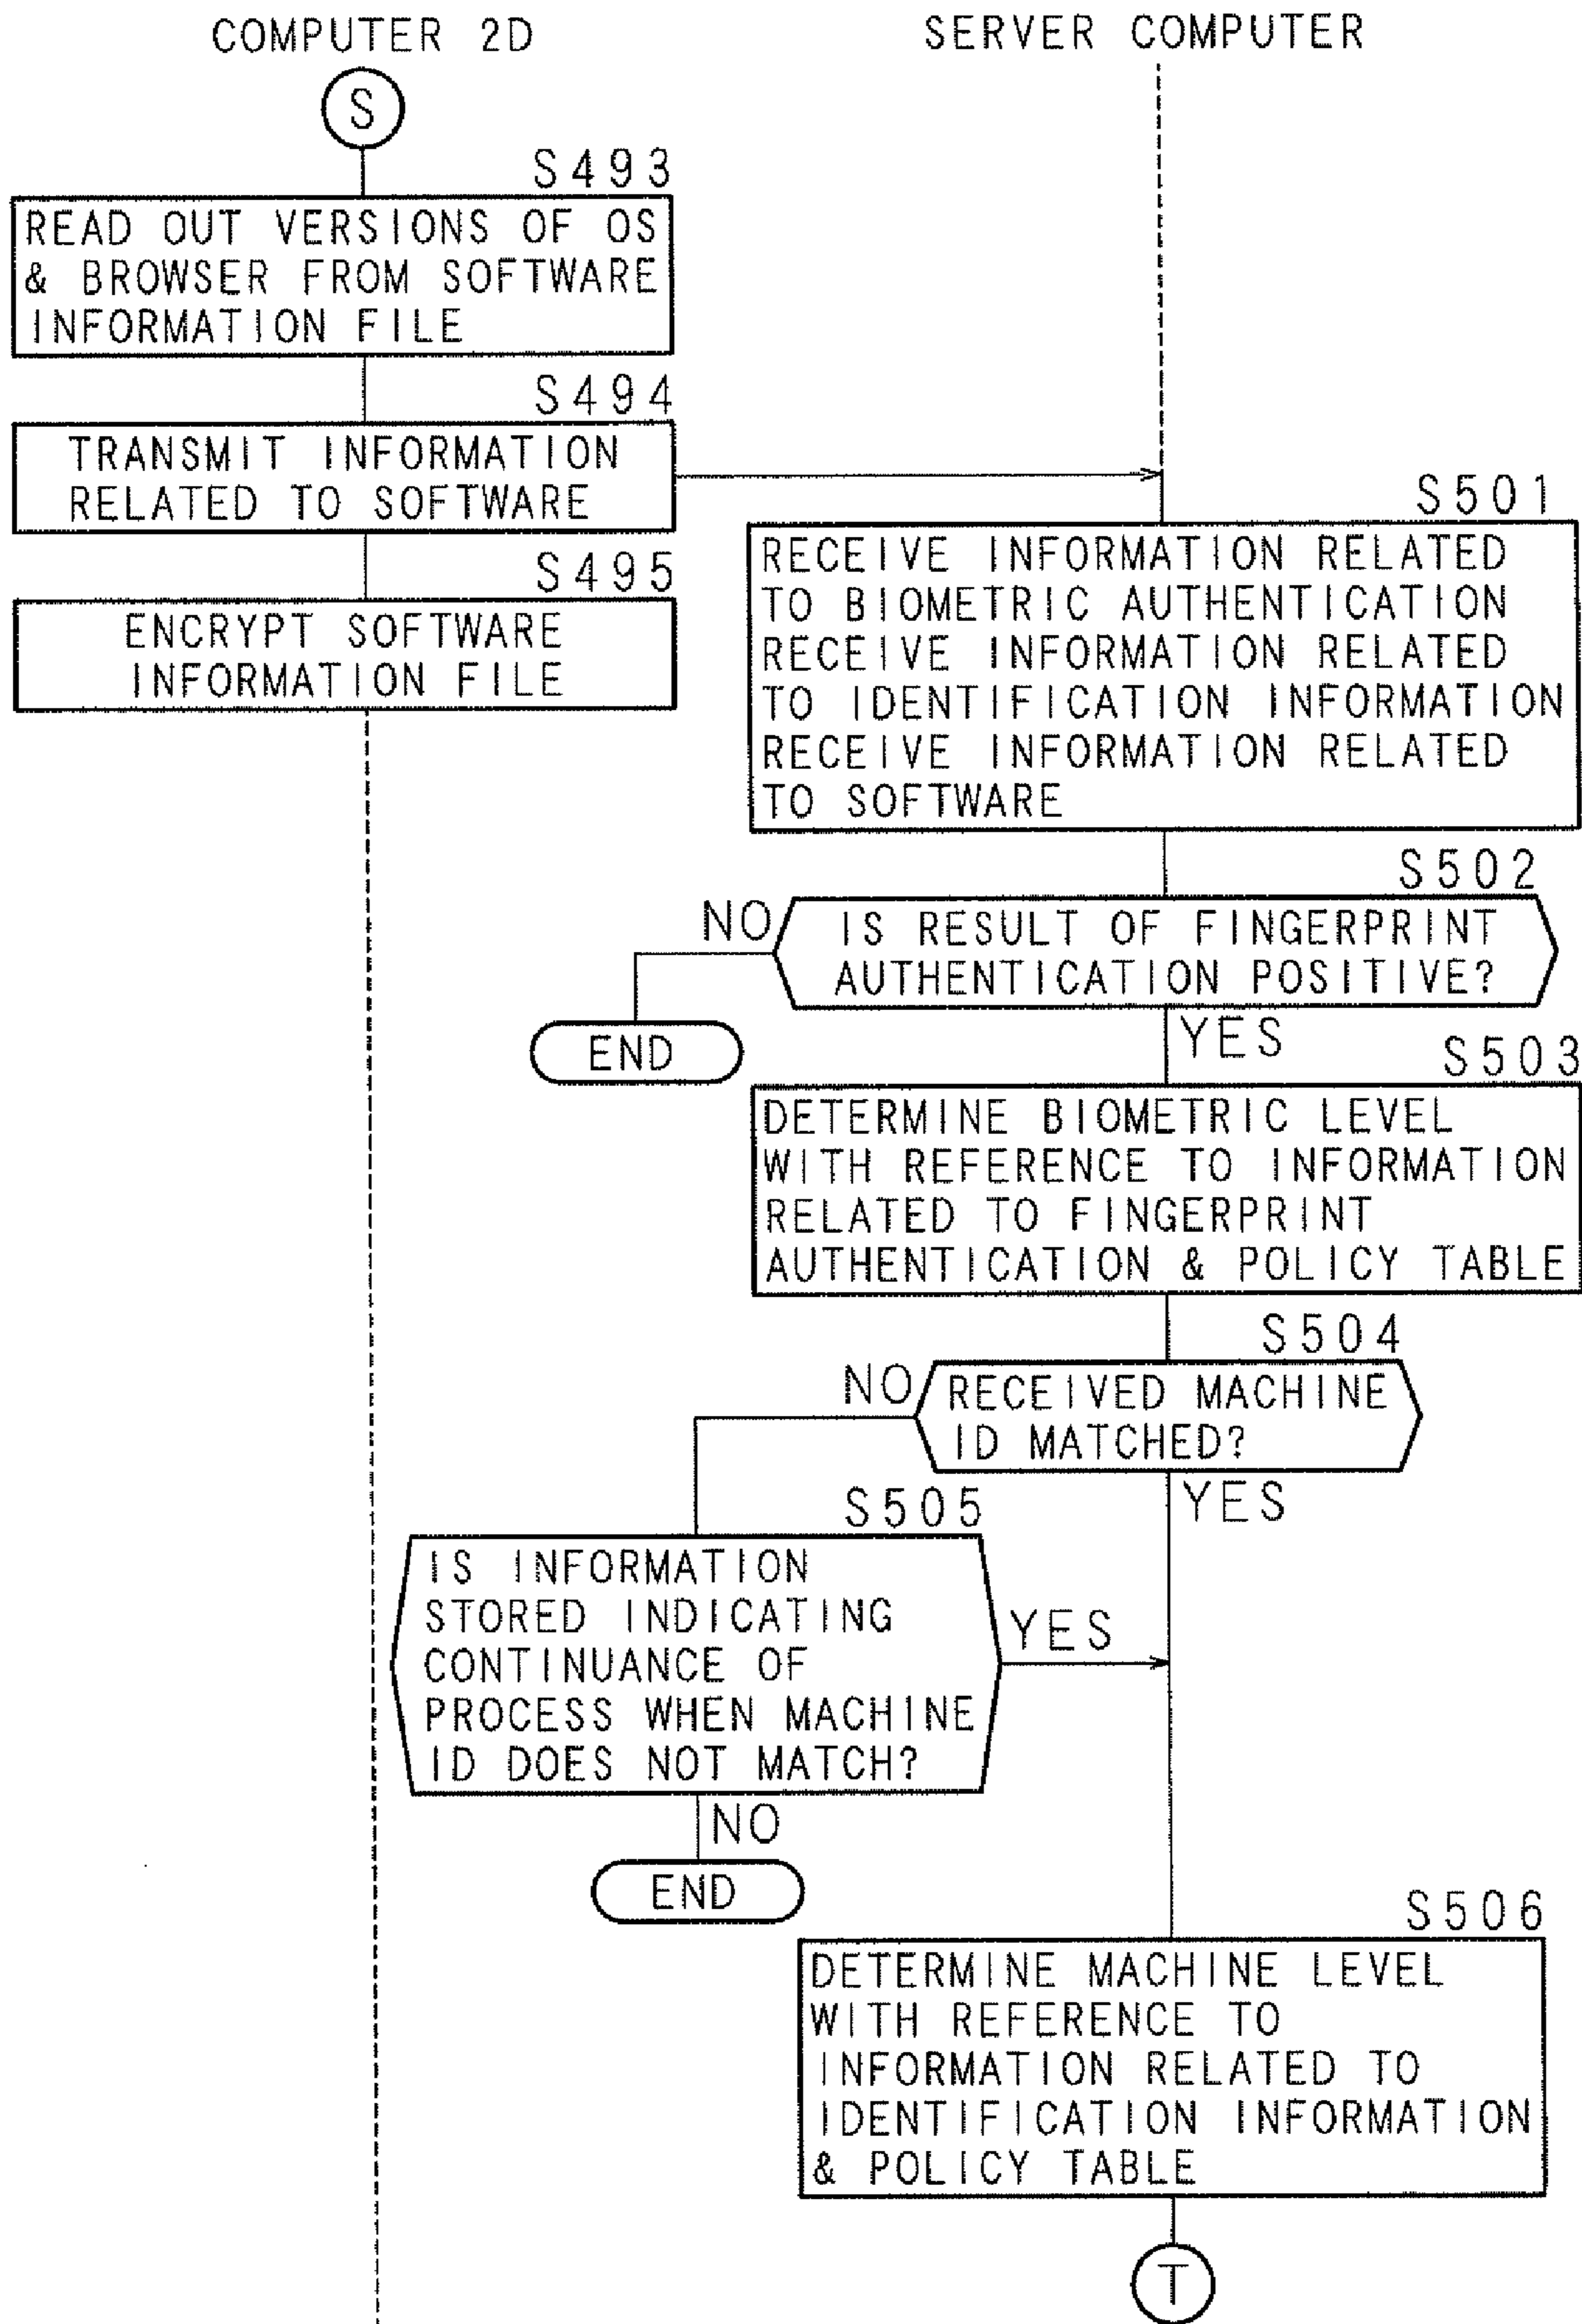 COMPUTER 2D
SERVER COMPUTER
S
S493
READ OUT VERSIONS OF OS
& BROWSER FROM SOFTWARE
INFORMATION FILE
S494
TRANSMIT INFORMATION
RELATED TO SOFTWARE
S495
ENCRYPT SOFTWARE
INFORMATION FILE
S501
RECEIVE INFORMATION RELATED
TO BIOMETRIC AUTHENTICATION
RECEIVE INFORMATION RELATED
TO IDENTIFICATION INFORMATION
RECEIVE INFORMATION RELATED
TO SOFTWARE
S502
IS RESULT OF FINGERPRINT
AUTHENTICATION POSITIVE?
NO
END
YES
S503
DETERMINE BIOMETRIC LEVEL
WITH REFERENCE TO INFORMATION
RELATED TO FINGERPRINT
AUTHENTICATION & POLICY TABLE
S504
RECEIVED MACHINE
ID MATCHED?
NO
YES
S505
IS INFORMATION
STORED INDICATING
CONTINUANCE OF
PROCESS WHEN MACHINE
ID DOES NOT MATCH?
YES
NO
END
S506
DETERMINE MACHINE LEVEL
WITH REFERENCE TO
INFORMATION RELATED TO
IDENTIFICATION INFORMATION
& POLICY TABLE
T